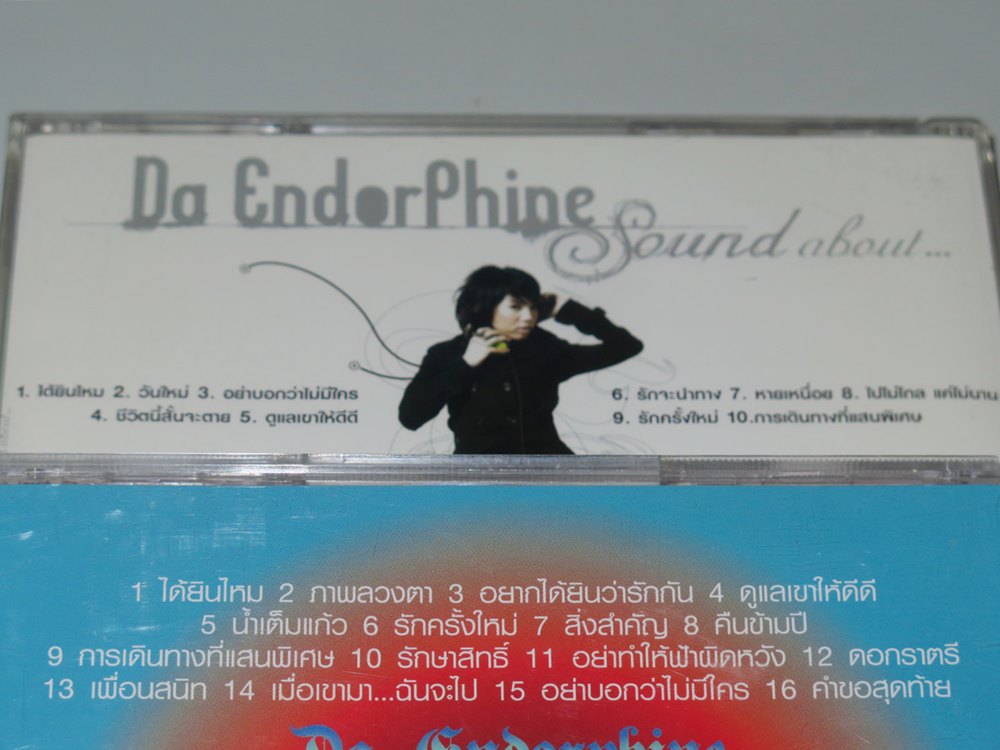 Da EndorPhine
Sound about...
1. ได้ยินไหม 2. วันใหม่ 3. อย่าบอกว่าไม่มีใคร
4. ชีวิตนี้สั้นจะตาย 5. ดูแลเขาให้ดีดี
6. รักจะนำทาง 7. หายเหนื่อย 8. ไปไม่ไกล แค่ไม่นาน
9. รักครั้งใหม่ 10.การเดินทางที่แสนพิเศษ
1 ได้ยินไหม 2 ภาพลวงตา 3 อยากได้ยินว่ารักกัน 4 ดูแลเขาให้ดีดี
5 น้ำเต็มแก้ว 6 รักครั้งใหม่ 7 สิ่งสำคัญ 8 คืนข้ามปี
9 การเดินทางที่แสนพิเศษ 10 รักษาสิทธิ์ 11 อย่าทำให้ฟ้าผิดหวัง 12 ดอกราตรี
13 เพื่อนสนิท 14 เมื่อเขามา...ฉันจะไป 15 อย่าบอกว่าไม่มีใคร 16 คำขอสุดท้าย
Da Endorphine